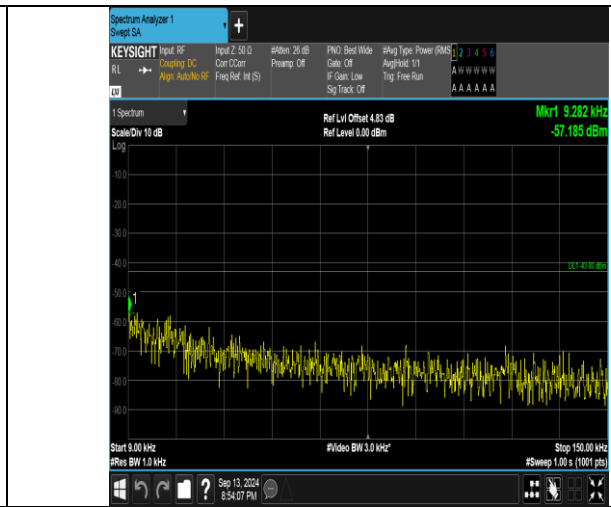 Spectrum Analyzer 1
Swept SA
+
KEYSIGHT Input: RF Input Z: 50 Ω #Atten: 26 dB PNO: Best Wide #Avg Type: Power (RMS 1 2 3 4 5 6
RL Coupling: DC Corr CCorr Preamp: Off Gate: Off Avg|Hold: 1/1 A W W W W W
Align: Auto/No RF Freq Ref: Int (S) IF Gain: Low Trig: Free Run
Sig Track: Off A A A A A A
LXI
1 Spectrum
Scale/Div 10 dB
Log
Ref Lvl Offset 4.83 dB
Ref Level 0.00 dBm
Mkr1 9.282 kHz
-57.185 dBm
-10.0
-20.0
-30.0
-40.0
DL1 -43.00 dBm
-50.0
1
-60.0
-70.0
-80.0
-90.0
Start 9.00 kHz #Video BW 3.0 kHz* Stop 150.00 kHz
#Res BW 1.0 kHz #Sweep 1.00 s (1001 pts)
? Sep 13, 2024
8:54:07 PM